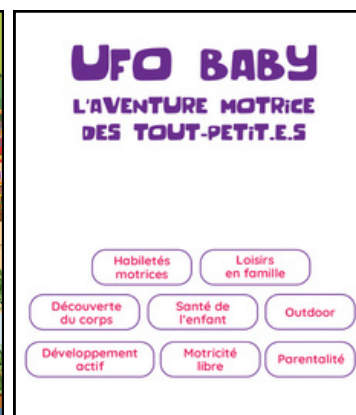 UFO BABY
L'AVENTURE MOTRICE
DES TOUT-PETIT.E.S
Habiletés
motrices
Loisirs
en famille
Découverte
du corps
Santé de
l'enfant
Outdoor
Développement
actif
Motricité
libre
Parentalité